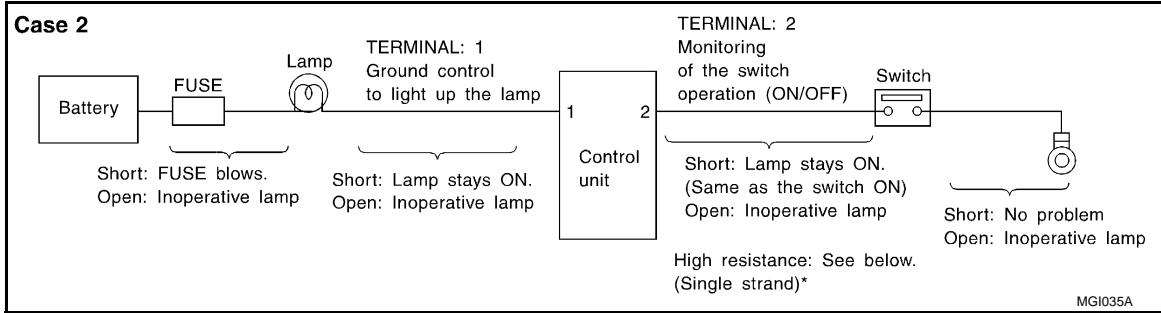 Case 2
Battery
FUSE
Lamp
TERMINAL: 1
Ground control
to light up the lamp
1
2
Control
unit
TERMINAL: 2
Monitoring
of the switch
operation (ON/OFF)
Switch
Short: FUSE blows.
Open: Inoperative lamp
Short: Lamp stays ON.
Open: Inoperative lamp
Short: Lamp stays ON.
(Same as the switch ON)
Open: Inoperative lamp
High resistance: See below.
(Single strand)*
Short: No problem
Open: Inoperative lamp
MGI035A